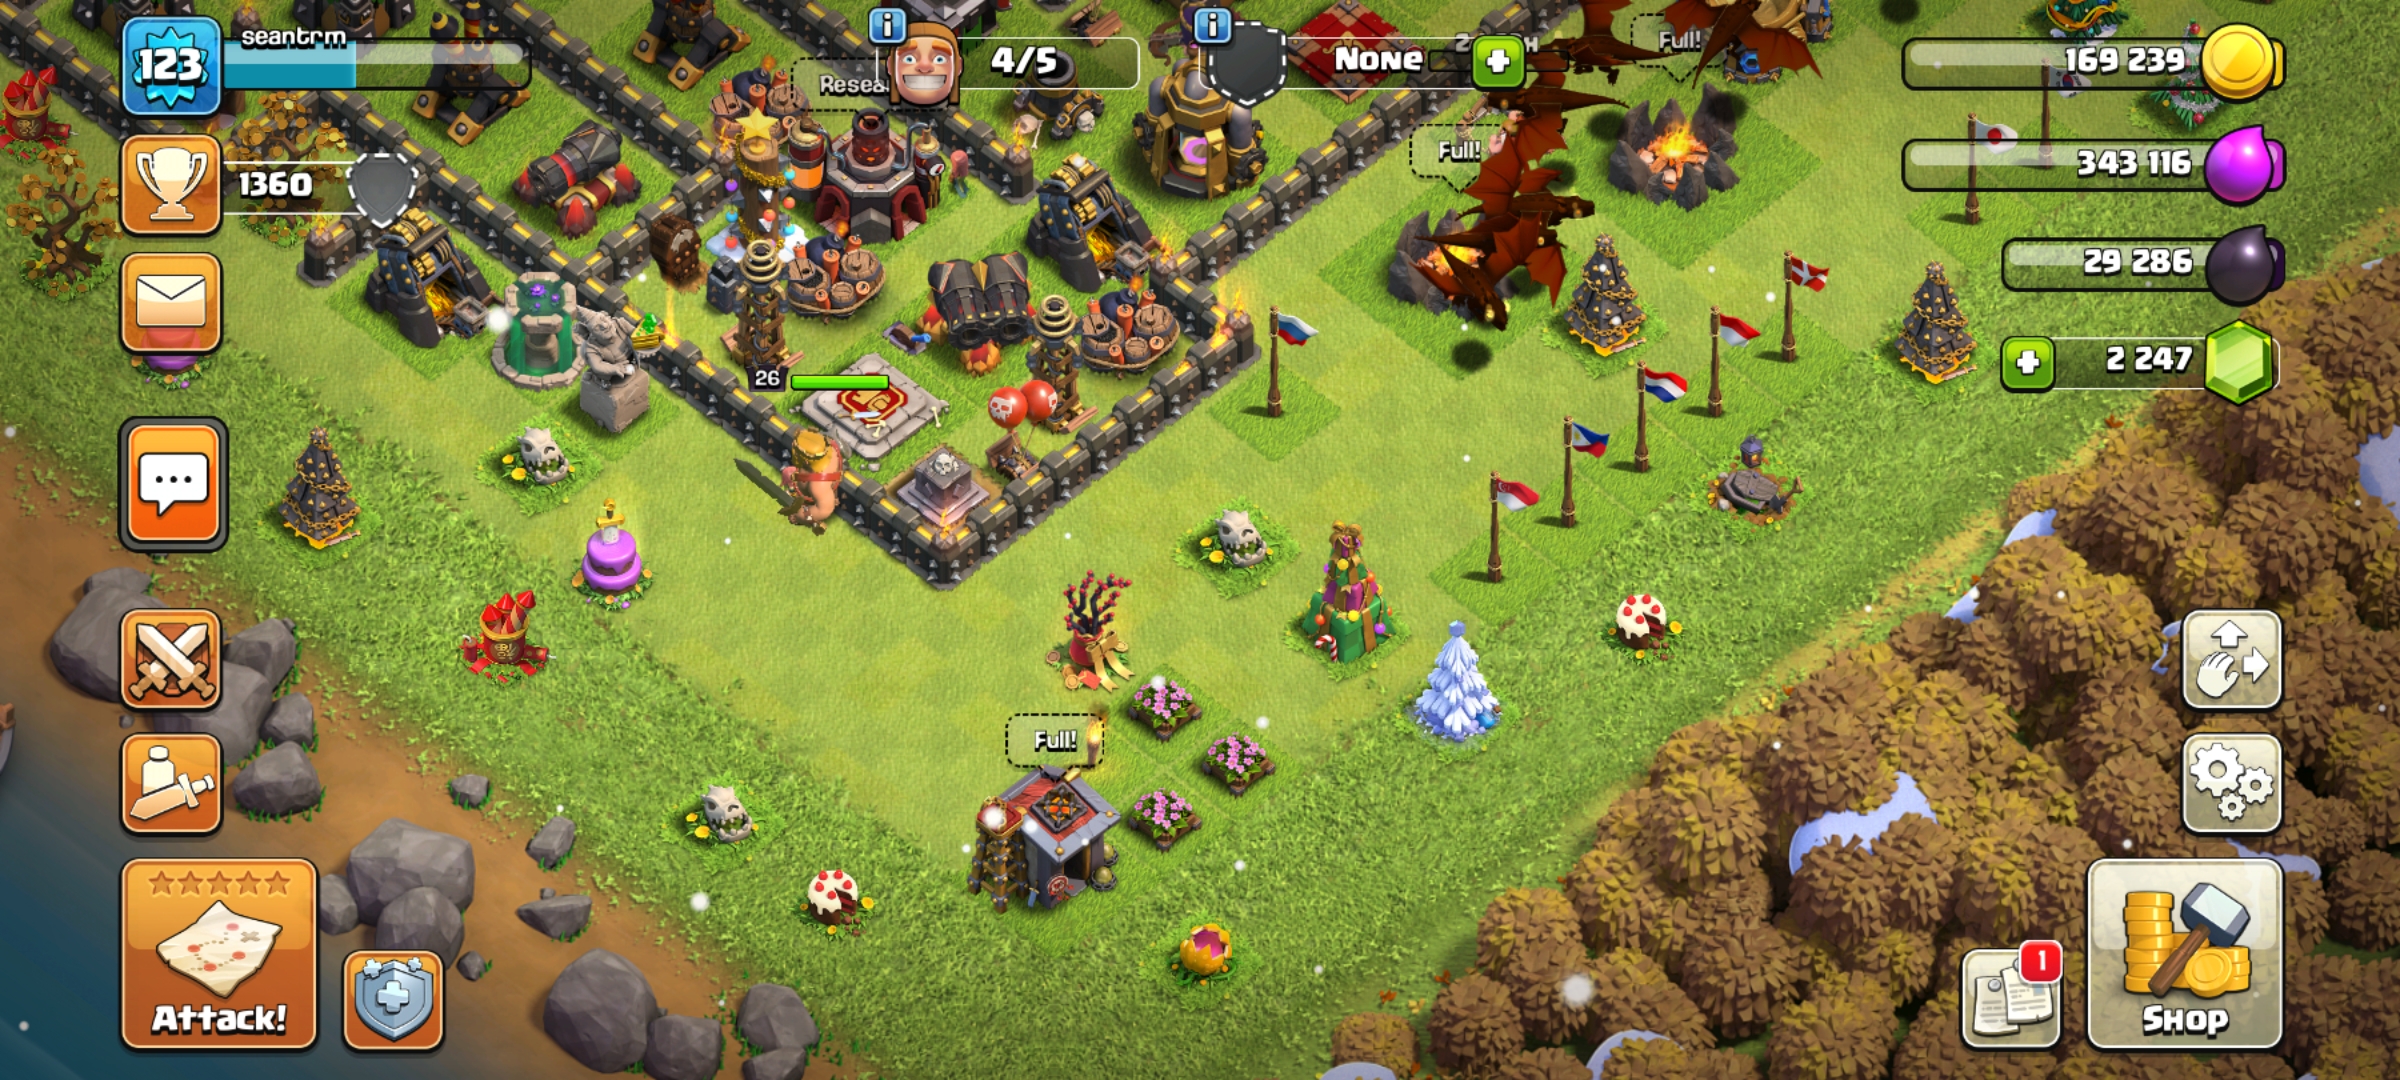 seantrm
123
4/5
None
169 239
Full!
Resea
1360
Full!
343 116
29 286
26
2 247
Full!
Attack!
1
Shop